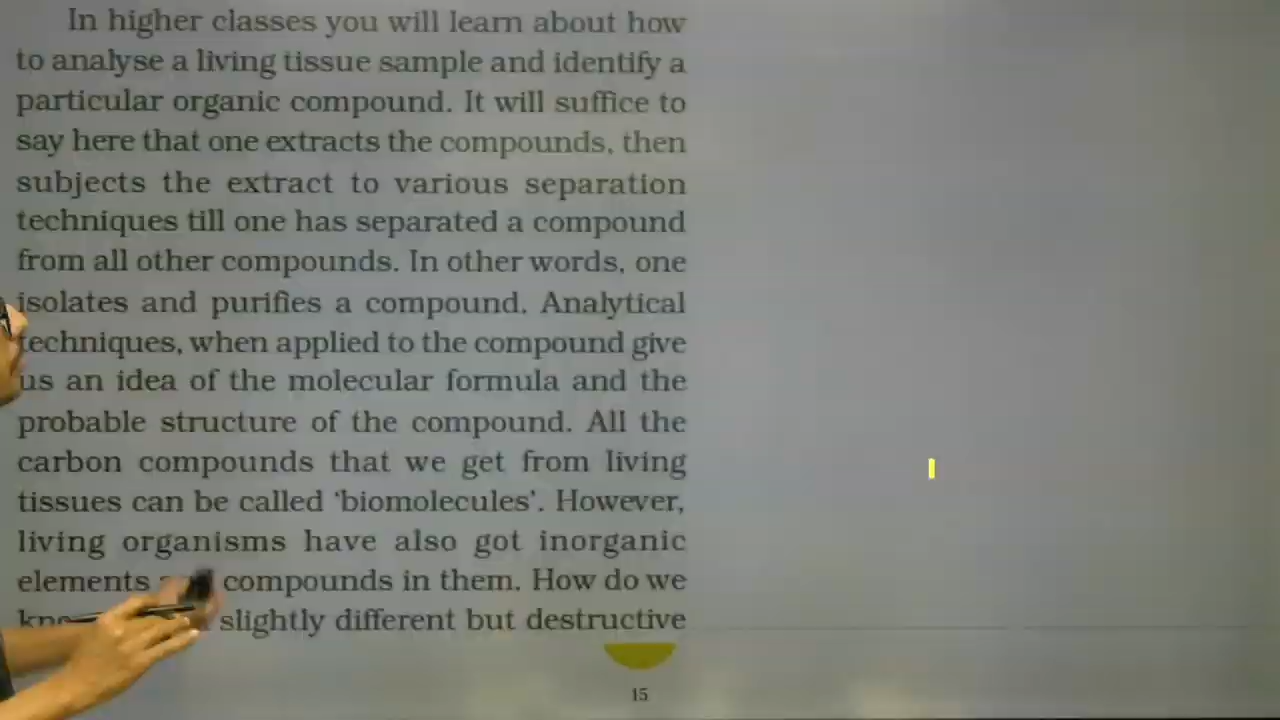 In higher classes you will learn about how
to analyse a living tissue sample and identify a
particular organic compound. It will suffice to
say here that one extracts the compounds, then
subjects the extract to various separation
techniques till one has separated a compound
from all other compounds. In other words, one
isolates and purifies a compound. Analytical
techniques, when applied to the compound give
us an idea of the molecular formula and the
probable structure of the compound. All the
carbon compounds that we get from living
tissues can be called ‘biomolecules’. However,
living organisms have also got inorganic
elements compounds in them. How do we
slightly different but destructive
15